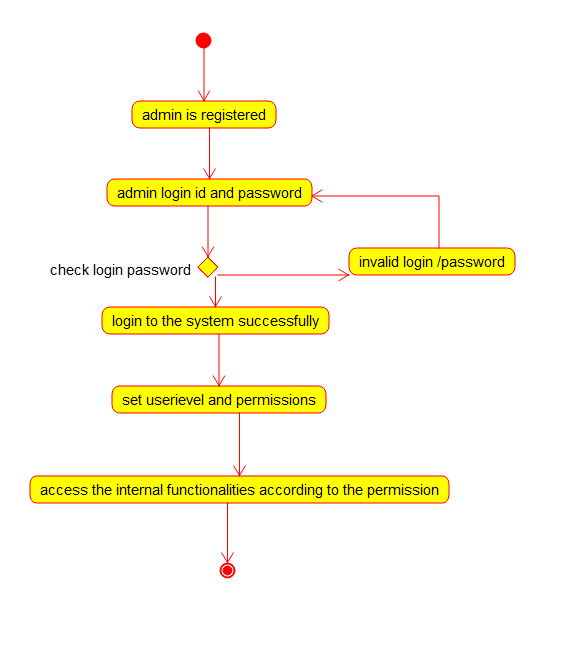 admin is registered
admin login id and password
invalid login /password
check login password
login to the system successfully
set userievel and permissions
access the internal functionalities according to the permission